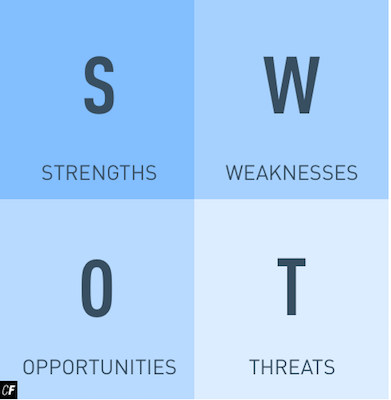 S
W
STRENGTHS
WEAKNESSES
O
T
OPPORTUNITIES
THREATS
CF